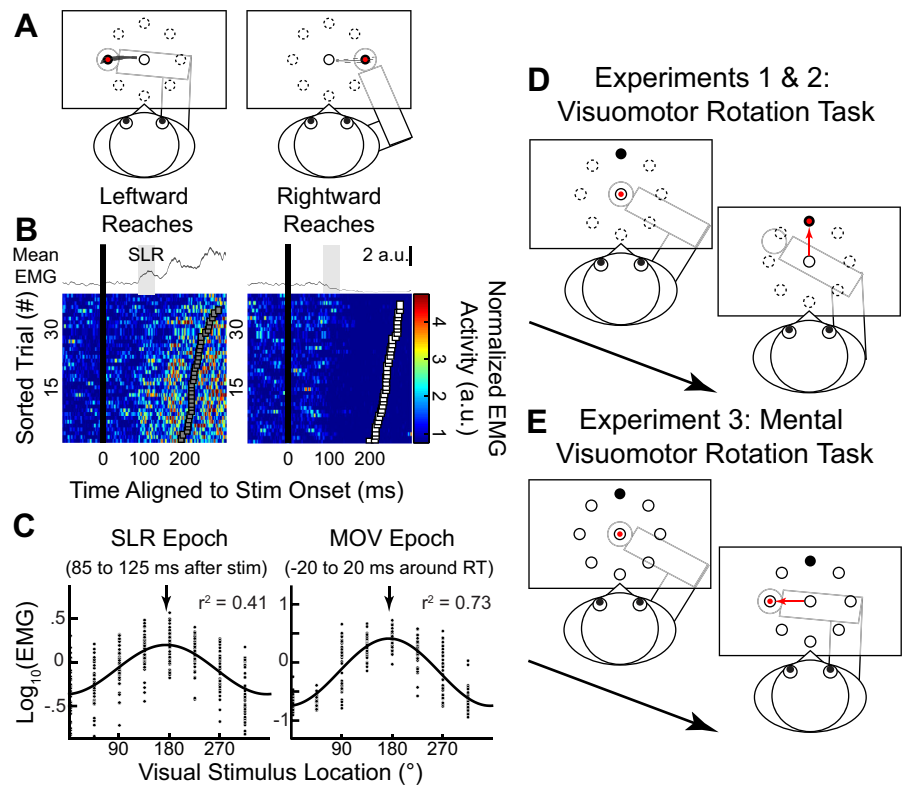 A
Leftward
Reaches
Rightward
Reaches
B
Mean
EMG
SLR
2 a.u.
Sorted Trial (#)
30
15
30
15
0 100 200
0 100 200
4
3
2
1
Normalized EMG
Activity (a.u.)
Time Aligned to Stim Onset (ms)
C
SLR Epoch
(85 to 125 ms after stim)
r² = 0.41
MOV Epoch
(-20 to 20 ms around RT)
r² = 0.73
Log₁₀(EMG)
.5
0
-.5
1
0
-1
90 180 270
90 180 270
Visual Stimulus Location (°)
D Experiments 1 & 2:
Visuomotor Rotation Task
E Experiment 3: Mental
Visuomotor Rotation Task